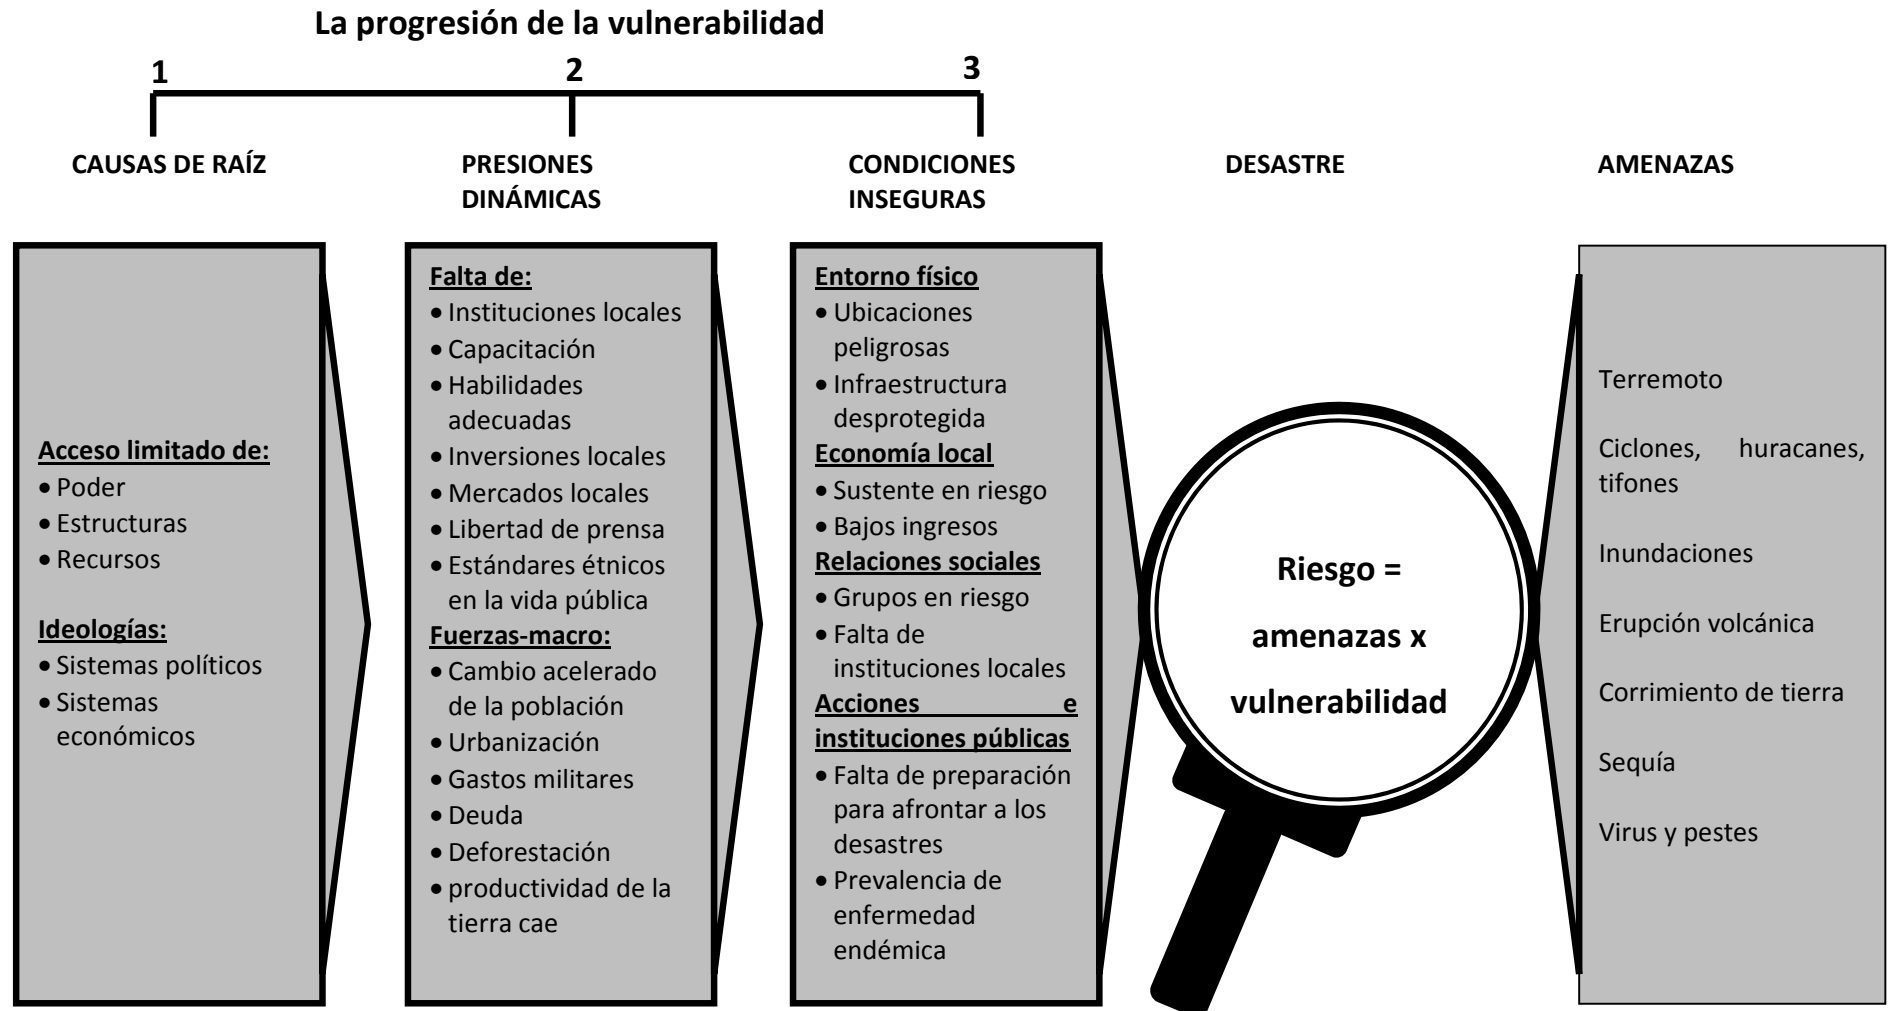 La progresión de la vulnerabilidad
1
2
3
CAUSAS DE RAÍZ
PRESIONES
DINÁMICAS
CONDICIONES
INSEGURAS
DESASTRE
AMENAZAS
Acceso limitado de:
• Poder
• Estructuras
• Recursos
Ideologías:
• Sistemas políticos
• Sistemas
económicos
Falta de:
• Instituciones locales
• Capacitación
• Habilidades
adecuadas
• Inversiones locales
• Mercados locales
• Libertad de prensa
• Estándares étnicos
en la vida pública
Fuerzas-macro:
• Cambio acelerado
de la población
• Urbanización
• Gastos militares
• Deuda
• Deforestación
• productividad de la
tierra cae
Entorno físico
• Ubicaciones
peligrosas
• Infraestructura
desprotegida
Economía local
• Sustente en riesgo
• Bajos ingresos
Relaciones sociales
• Grupos en riesgo
• Falta de
instituciones locales
Acciones e
instituciones públicas
• Falta de preparación
para afrontar a los
desastres
• Prevalencia de
enfermedad
endémica
Riesgo =
amenazas x
vulnerabilidad
Terremoto
Ciclones, huracanes,
tifones
Inundaciones
Erupción volcánica
Corrimiento de tierra
Sequía
Virus y pestes